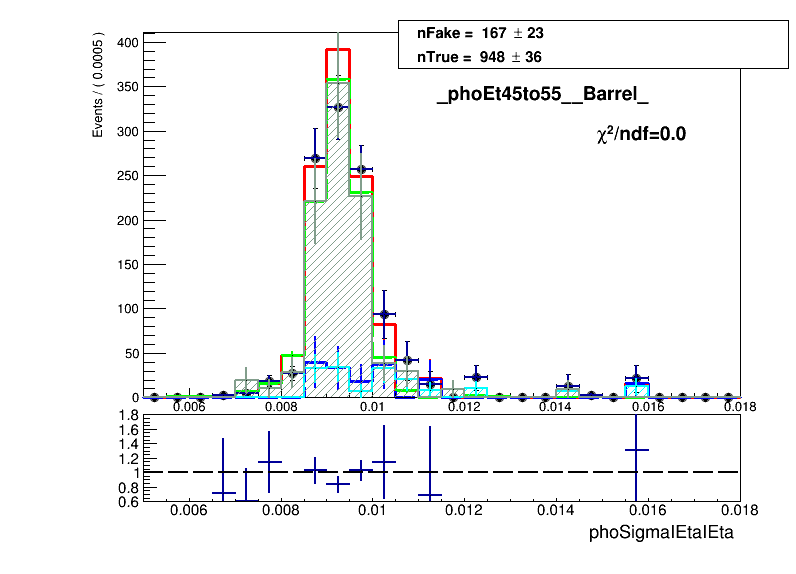 nFake = 167 ± 23
nTrue = 948 ± 36
_phoEt45to55__Barrel_
χ²/ndf=0.0
Events / ( 0.0005 )
400
350
300
250
200
150
100
50
0
0.006 0.008 0.01 0.012 0.014 0.016 0.018
1.8
1.6
1.4
1.2
1
0.8
0.6
0.006 0.008 0.01 0.012 0.014 0.016 0.018
phoSigmaIEtaIEta